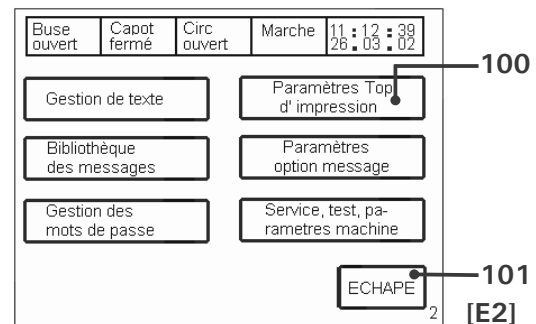 Buse ouvert
Capot fermé
Circ ouvert
Marche
11:12:39
26.03.02
100
Gestion de texte
Paramètres Top
d' impression
Bibliothèque
des messages
Paramètres
option message
Gestion des
mots de passe
Service, test, pa-
rametres machine
ECHAPE
101
2
[E2]